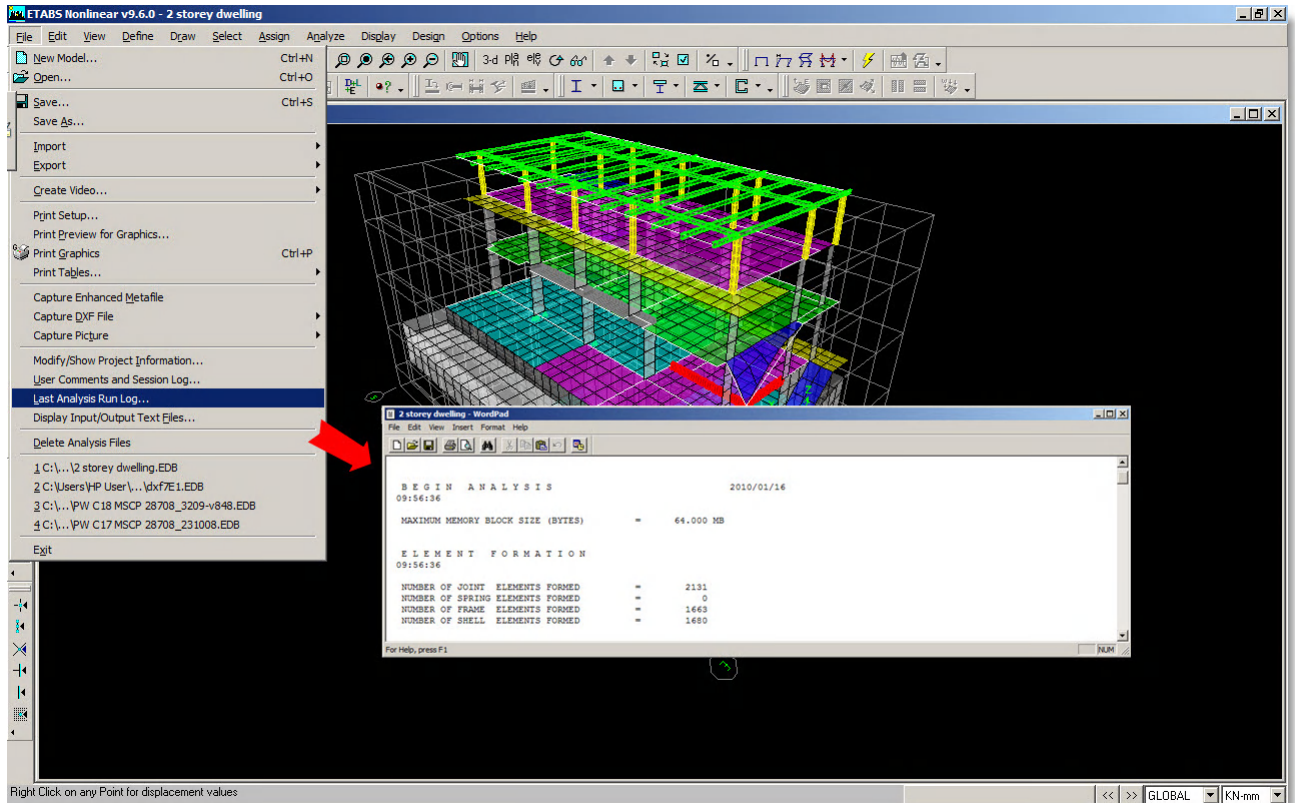 ETABS Nonlinear v9.6.0 - 2 storey dwelling
File Edit View Define Draw Select Assign Analyze Display Design Options Help
New Model... Ctrl+N
Open... Ctrl+O
Save... Ctrl+S
Save As...
Import
Export
Create Video...
Print Setup...
Print Preview for Graphics...
Print Graphics Ctrl+P
Print Tables...
Capture Enhanced Metafile
Capture DXF File
Capture Picture
Modify/Show Project Information...
User Comments and Session Log...
Last Analysis Run Log...
Display Input/Output Text Files...
Delete Analysis Files
1 C:\...\2 storey dwelling.EDB
2 C:\Users\HP User\...\dxf7E1.EDB
3 C:\...\PW C18 MSCP 28708_3209-v848.EDB
4 C:\...\PW C17 MSCP 28708_231008.EDB
Exit
3-d
Z
2 storey dwelling - WordPad
File Edit View Insert Format Help
BEGIN ANALYSIS 2010/01/16
09:56:36
MAXIMUM MEMORY BLOCK SIZE (BYTES) = 64.000 MB
ELEMENT FORMATION
09:56:36
NUMBER OF JOINT ELEMENTS FORMED = 2131
NUMBER OF SPRING ELEMENTS FORMED = 0
NUMBER OF FRAME ELEMENTS FORMED = 1663
NUMBER OF SHELL ELEMENTS FORMED = 1680
For Help, press F1 NUM
Right Click on any Point for displacement values << >> GLOBAL KN-mm